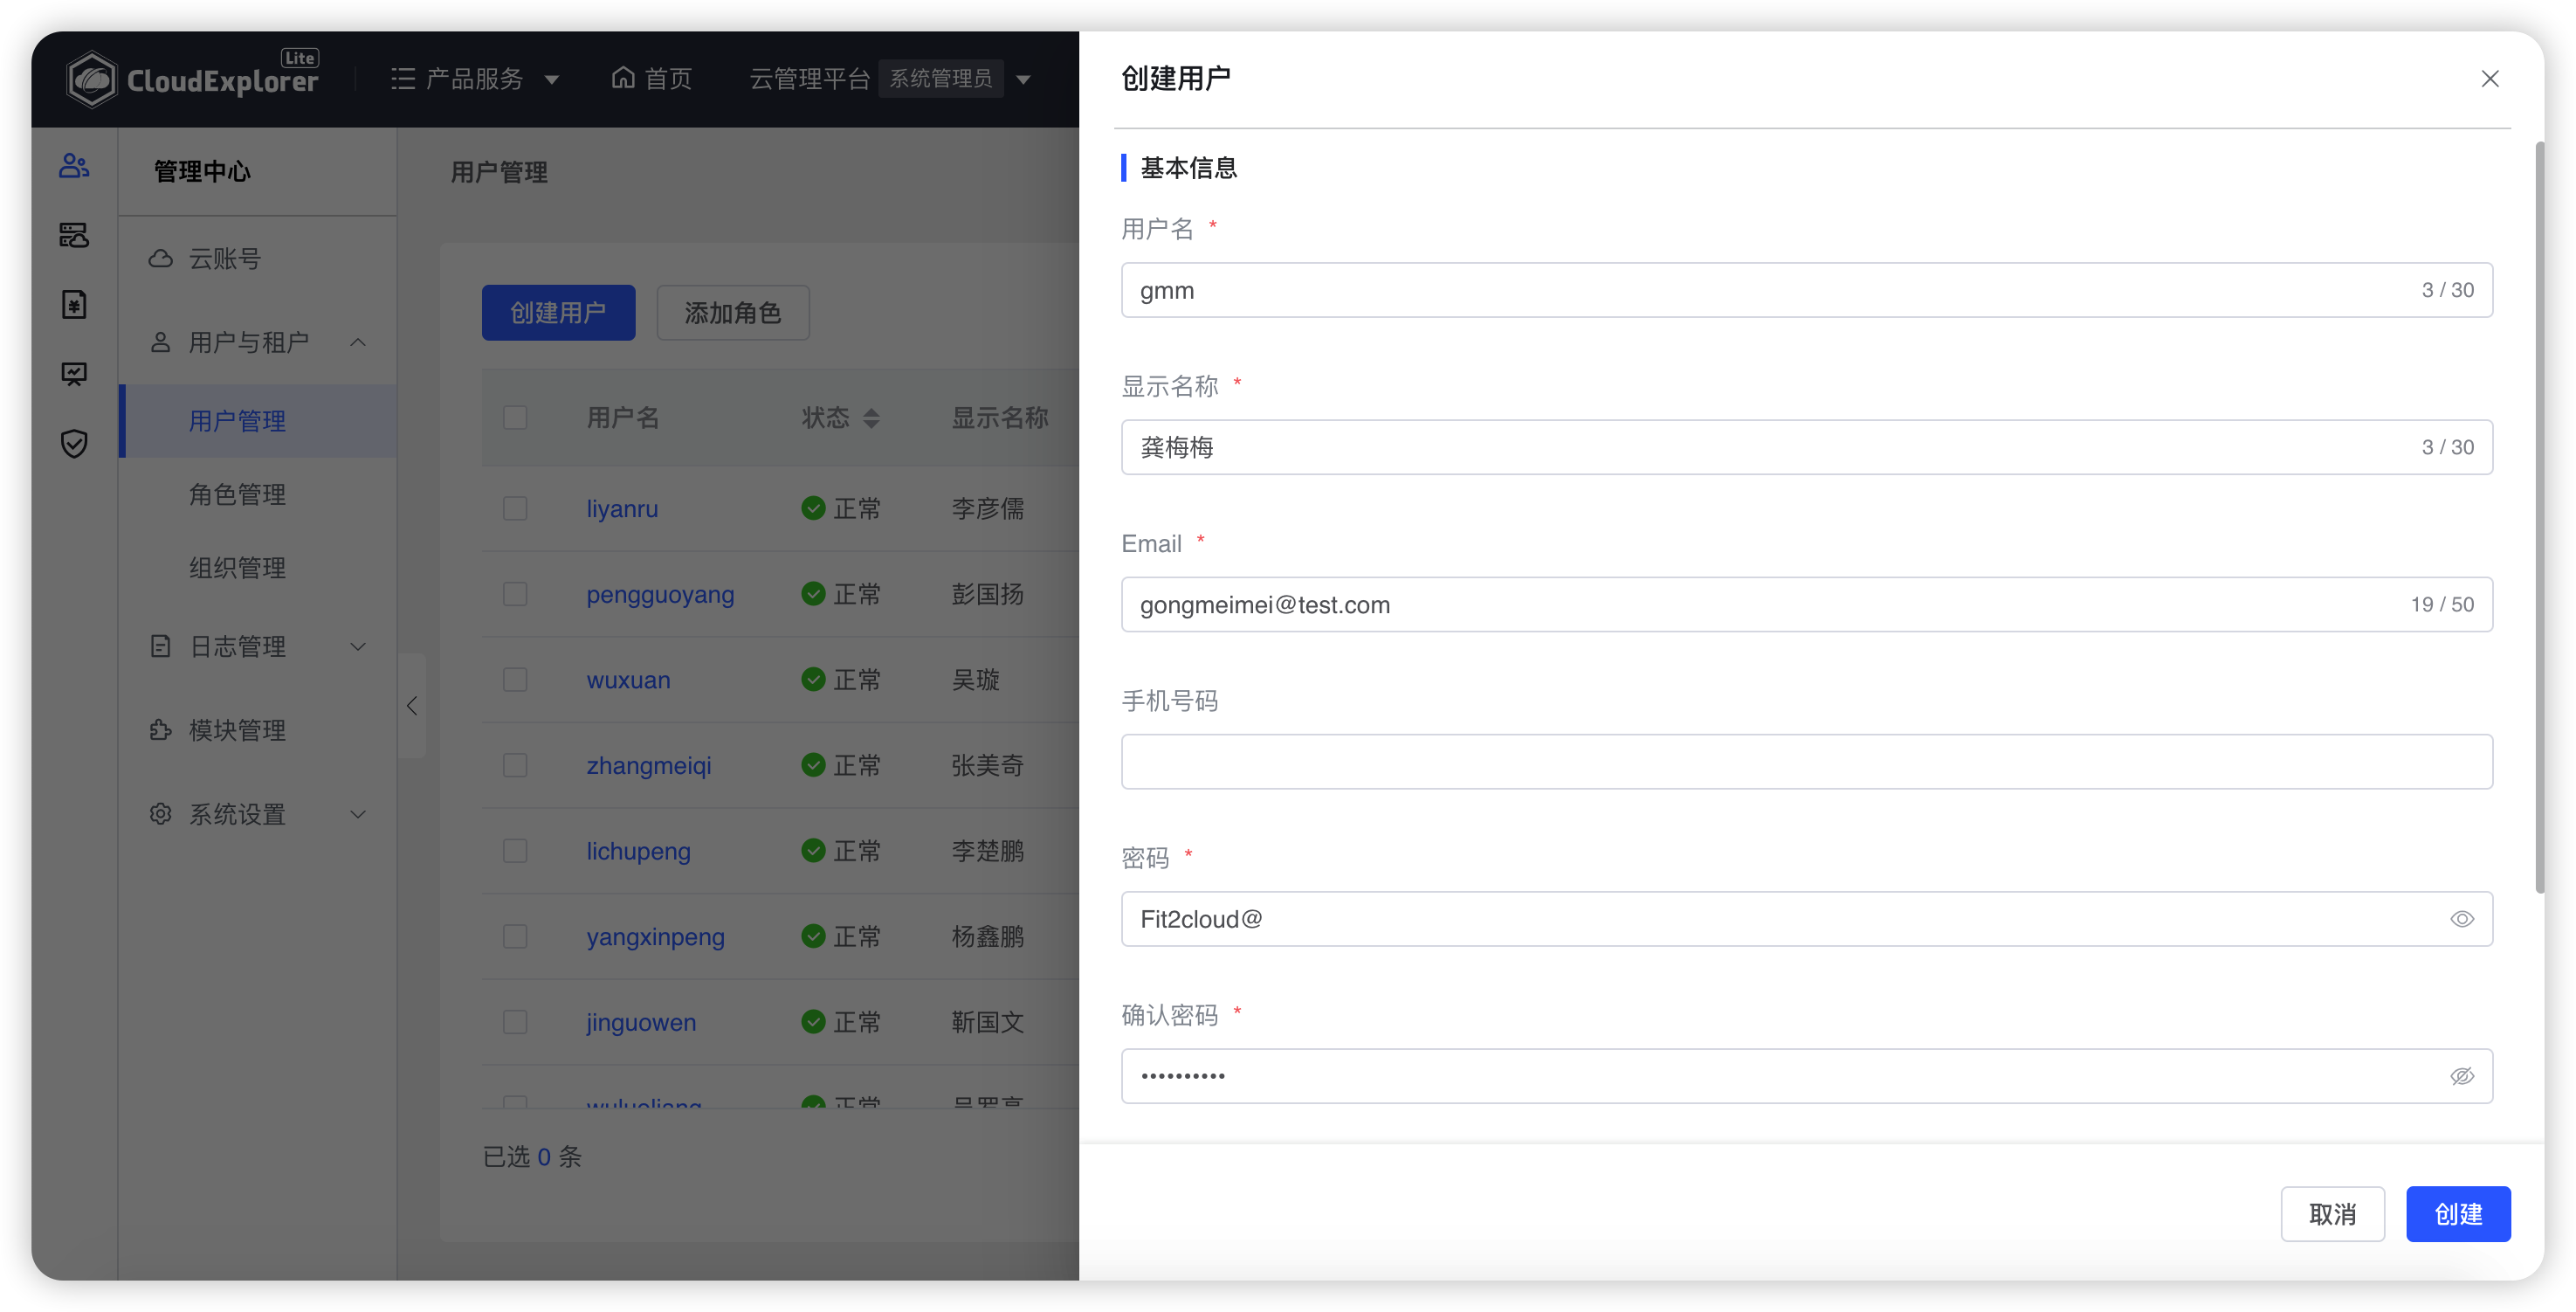 CloudExplorer Lite
产品服务
首页
云管理平台 系统管理员
管理中心
云账号
用户与租户
用户管理
角色管理
组织管理
日志管理
模块管理
系统设置
用户管理
创建用户 添加角色
用户名 状态 显示名称
liyanru 正常 李彦儒
pengguoyang 正常 彭国扬
wuxuan 正常 吴璇
zhangmeiqi 正常 张美奇
lichupeng 正常 李楚鹏
yangxinpeng 正常 杨鑫鹏
jinguowen 正常 靳国文
正常
已选 0 条
创建用户
基本信息
用户名 *
gmm 3 / 30
显示名称 *
龚梅梅 3 / 30
Email *
gongmeimei@test.com 19 / 50
手机号码
密码 *
Fit2cloud@
确认密码 *
••••••••••
取消 创建